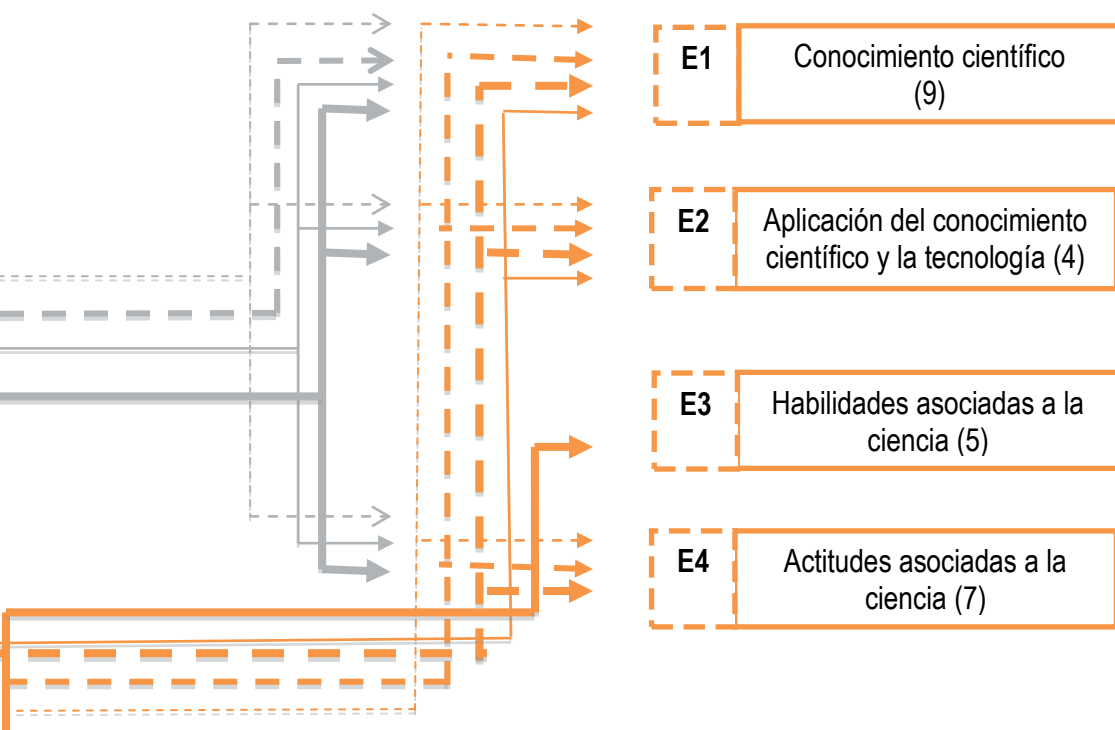 E1
Conocimiento científico
(9)
E2
Aplicación del conocimiento
científico y la tecnología (4)
E3
Habilidades asociadas a la
ciencia (5)
E4
Actitudes asociadas a la
ciencia (7)